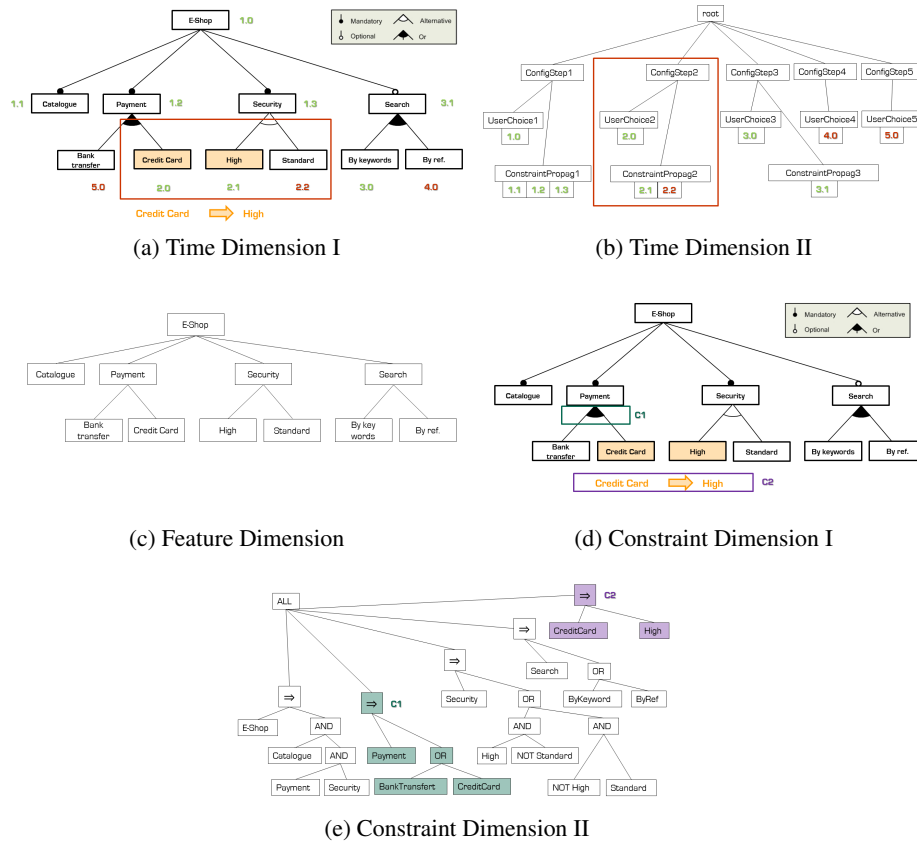 E-Shop 1.0
Mandatory Alternative
Optional Or
1.1 Catalogue Payment 1.2 Security 1.3 Search 3.1
Bank transfer Credit Card High Standard By keywords By ref.
5.0 2.0 2.1 2.2 3.0 4.0
Credit Card High
(a) Time Dimension I
root
ConfigStep1 ConfigStep2 ConfigStep3 ConfigStep4 ConfigStep5
UserChoice1 UserChoice2 UserChoice3 UserChoice4 UserChoice5
1.0 2.0 3.0 4.0 5.0
ConstraintPropag1 ConstraintPropag2 ConstraintPropag3
1.1 1.2 1.3 2.1 2.2 3.1
(b) Time Dimension II
E-Shop
Catalogue Payment Security Search
Bank transfer Credit Card High Standard By key words By ref.
(c) Feature Dimension
E-Shop
Mandatory Alternative
Optional Or
Catalogue Payment Security Search
C1
Bank transfer Credit Card High Standard By keywords By ref.
Credit Card High C2
(d) Constraint Dimension I
ALL ⇒ C2
CreditCard High
⇒
⇒ Search OR
Security OR ByKeyword ByRef
⇒ ⇒ C1
E-Shop AND AND AND
Catalogue AND Payment OR High NOT Standard
Payment Security BankTransfert CreditCard NOT High Standard
(e) Constraint Dimension II